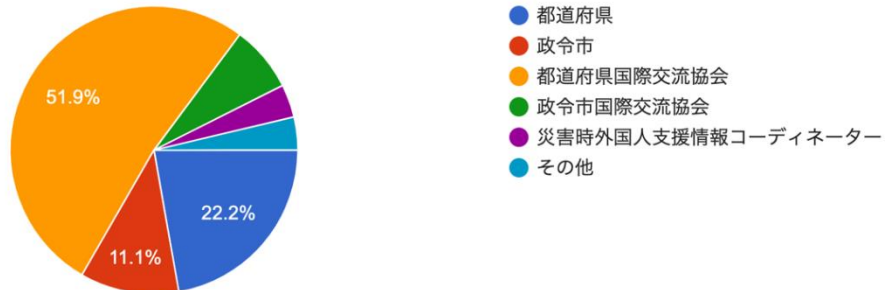 51.9%
22.2%
11.1%
都道府県
政令市
都道府県国際交流協会
政令市国際交流協会
災害時外国人支援情報コーディネーター
その他